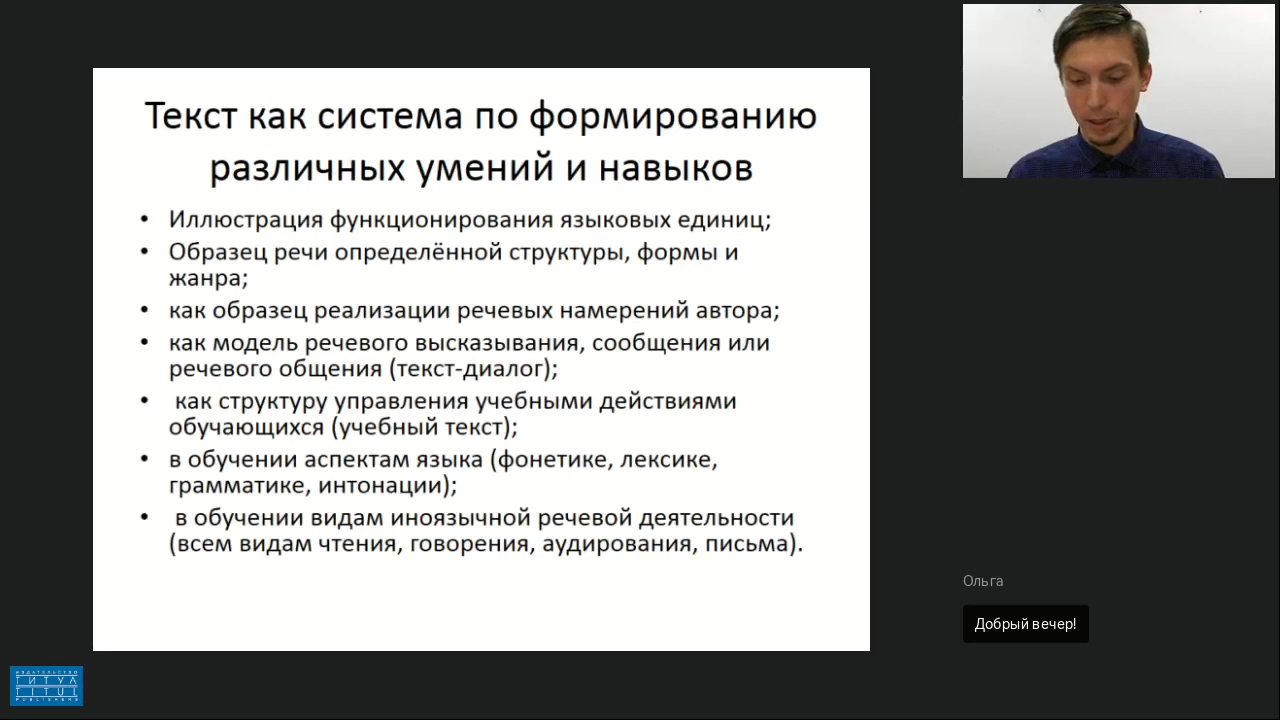 Текст как система по формированию
различных умений и навыков
• Иллюстрация функционирования языковых единиц;
• Образец речи определённой структуры, формы и
жанра;
• как образец реализации речевых намерений автора;
• как модель речевого высказывания, сообщения или
речевого общения (текст-диалог);
• как структуру управления учебными действиями
обучающихся (учебный текст);
• в обучении аспектам языка (фонетике, лексике,
грамматике, интонации);
• в обучении видам иноязычной речевой деятельности
(всем видам чтения, говорения, аудирования, письма).
Ольга
Добрый вечер!
ИЗДАТЕЛЬСТВО
ТИТУЛ
TITUL
PUBLISHERS